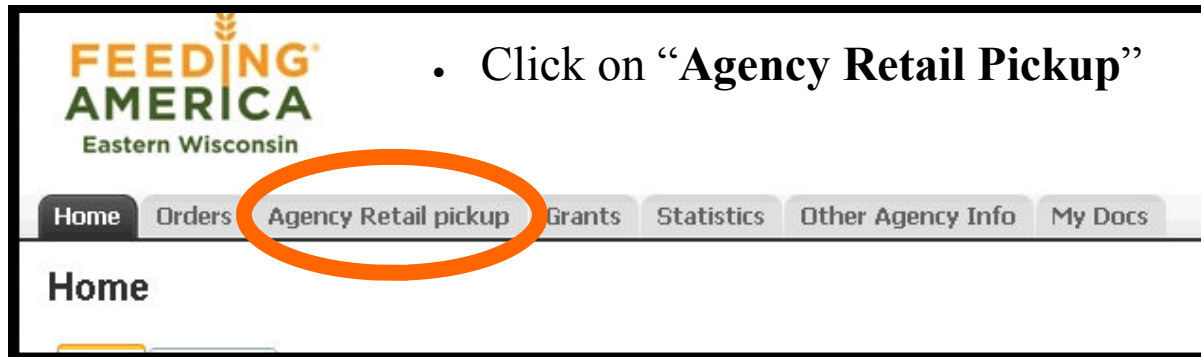 FEEDING
AMERICA
Eastern Wisconsin
• Click on “Agency Retail Pickup”
Home Orders Agency Retail pickup Grants Statistics Other Agency Info My Docs
Home